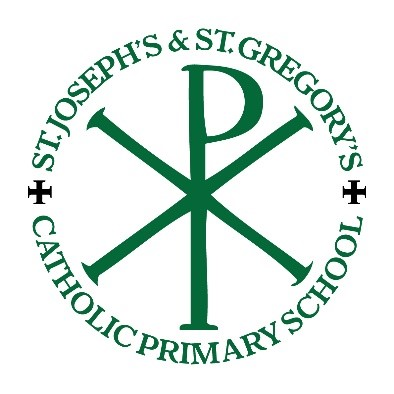 ST. JOSEPH'S & ST. GREGORY'S
CATHOLIC PRIMARY SCHOOL